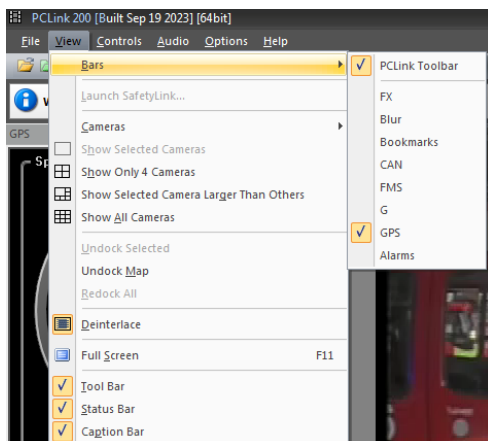 PCLink 200 [Built Sep 19 2023] [64bit]
File View Controls Audio Options Help
Bars
PCLink Toolbar
Launch SafetyLink...
FX
Blur
Cameras
Bookmarks
Show Selected Cameras
CAN
Show Only 4 Cameras
FMS
Show Selected Camera Larger Than Others
G
Show All Cameras
GPS
Alarms
Undock Selected
Undock Map
Redock All
Deinterlace
Full Screen F11
Tool Bar
Status Bar
Caption Bar
GPS
Sp